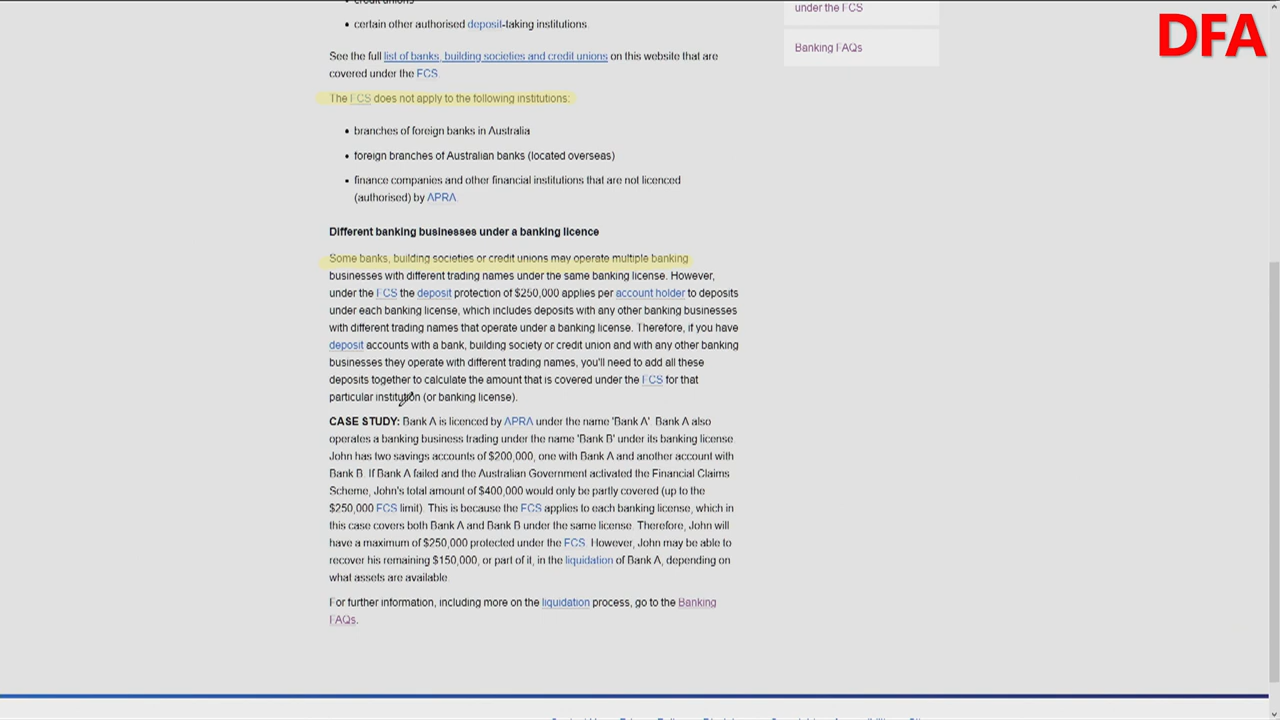 credit unions
under the FCS
DFA
certain other authorised deposit-taking institutions.
Banking FAQs
See the full list of banks, building societies and credit unions on this website that are
covered under the FCS.
The FCS does not apply to the following institutions:
branches of foreign banks in Australia
foreign branches of Australian banks (located overseas)
finance companies and other financial institutions that are not licenced
(authorised) by APRA.
Different banking businesses under a banking licence
Some banks, building societies or credit unions may operate multiple banking
businesses with different trading names under the same banking license. However,
under the FCS the deposit protection of $250,000 applies per account holder to deposits
under each banking license, which includes deposits with any other banking businesses
with different trading names that operate under a banking license. Therefore, if you have
deposit accounts with a bank, building society or credit union and with any other banking
businesses they operate with different trading names, you'll need to add all these
deposits together to calculate the amount that is covered under the FCS for that
particular institution (or banking license).
CASE STUDY: Bank A is licenced by APRA under the name 'Bank A'. Bank A also
operates a banking business trading under the name 'Bank B' under its banking license.
John has two savings accounts of $200,000, one with Bank A and another account with
Bank B. If Bank A failed and the Australian Government activated the Financial Claims
Scheme, John's total amount of $400,000 would only be partly covered (up to the
$250,000 FCS limit). This is because the FCS applies to each banking license, which in
this case covers both Bank A and Bank B under the same license. Therefore, John will
have a maximum of $250,000 protected under the FCS. However, John may be able to
recover his remaining $150,000, or part of it, in the liquidation of Bank A, depending on
what assets are available.
For further information, including more on the liquidation process, go to the Banking
FAQs.